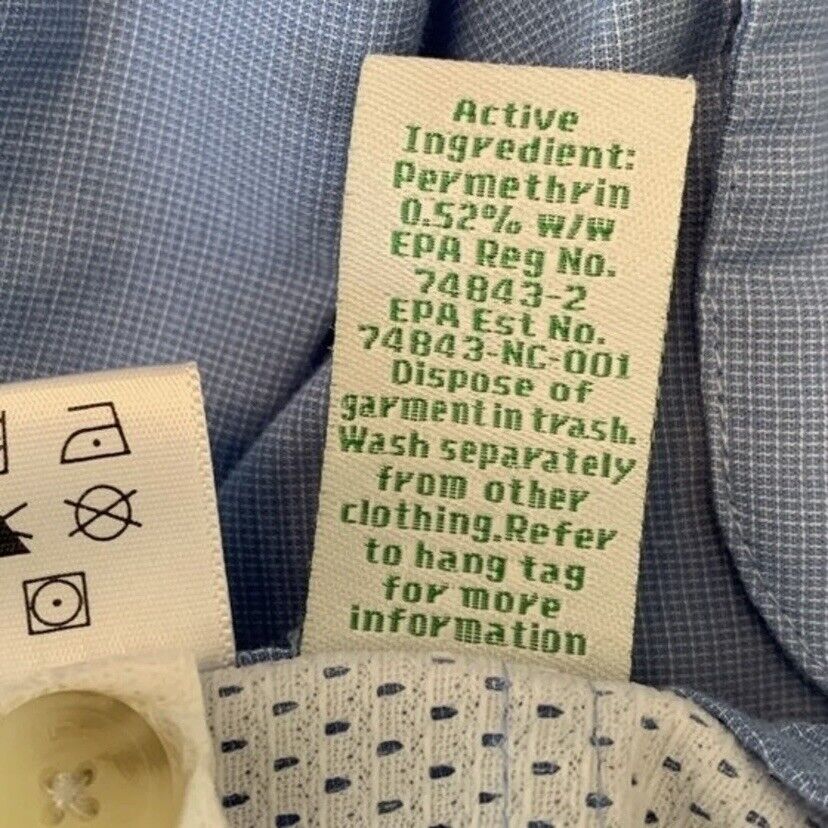 Active
Ingredient:
Permethrin
0.52% w/w
EPA Reg No.
74843-2
EPA Est No.
74843-NC-001
Dispose of
garment in trash.
Wash separately
from other
clothing.Refer
to hang tag
for more
information